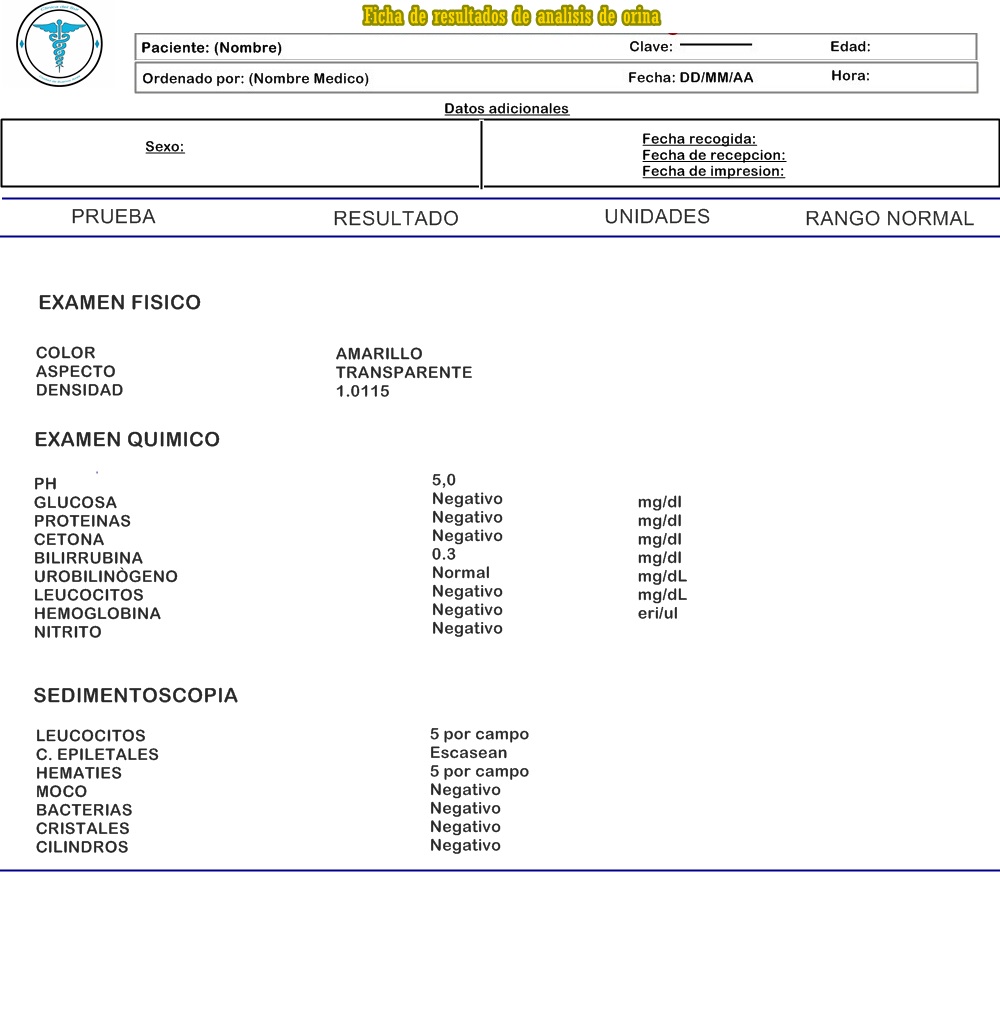 Ficha de resultados de analisis de orina
Paciente: (Nombre) Clave: Edad:
Ordenado por: (Nombre Medico) Fecha: DD/MM/AA Hora:
Datos adicionales
Sexo:
Fecha recogida:
Fecha de recepcion:
Fecha de impresion:
PRUEBA RESULTADO UNIDADES RANGO NORMAL
EXAMEN FISICO
COLOR AMARILLO
ASPECTO TRANSPARENTE
DENSIDAD 1.0115
EXAMEN QUIMICO
PH 5,0
GLUCOSA Negativo mg/dl
PROTEINAS Negativo mg/dl
CETONA Negativo mg/dl
BILIRRUBINA 0.3 mg/dl
UROBILINÒGENO Normal mg/dL
LEUCOCITOS Negativo mg/dL
HEMOGLOBINA Negativo eri/ul
NITRITO Negativo
SEDIMENTOSCOPIA
LEUCOCITOS 5 por campo
C. EPILETALES Escasean
HEMATIES 5 por campo
MOCO Negativo
BACTERIAS Negativo
CRISTALES Negativo
CILINDROS Negativo